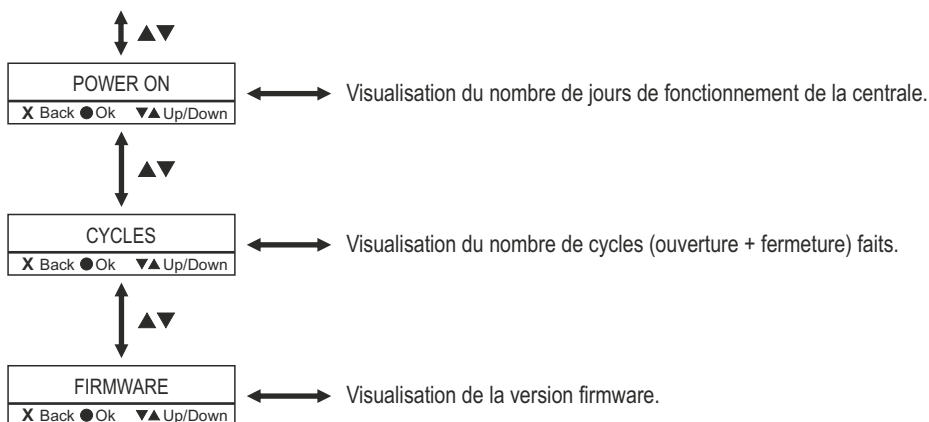 ▲▼
POWER ON
X Back ●Ok ▼▲Up/Down
Visualisation du nombre de jours de fonctionnement de la centrale.
▲▼
CYCLES
X Back ●Ok ▼▲Up/Down
Visualisation du nombre de cycles (ouverture + fermeture) faits.
▲▼
FIRMWARE
X Back ●Ok ▼▲Up/Down
Visualisation de la version firmware.